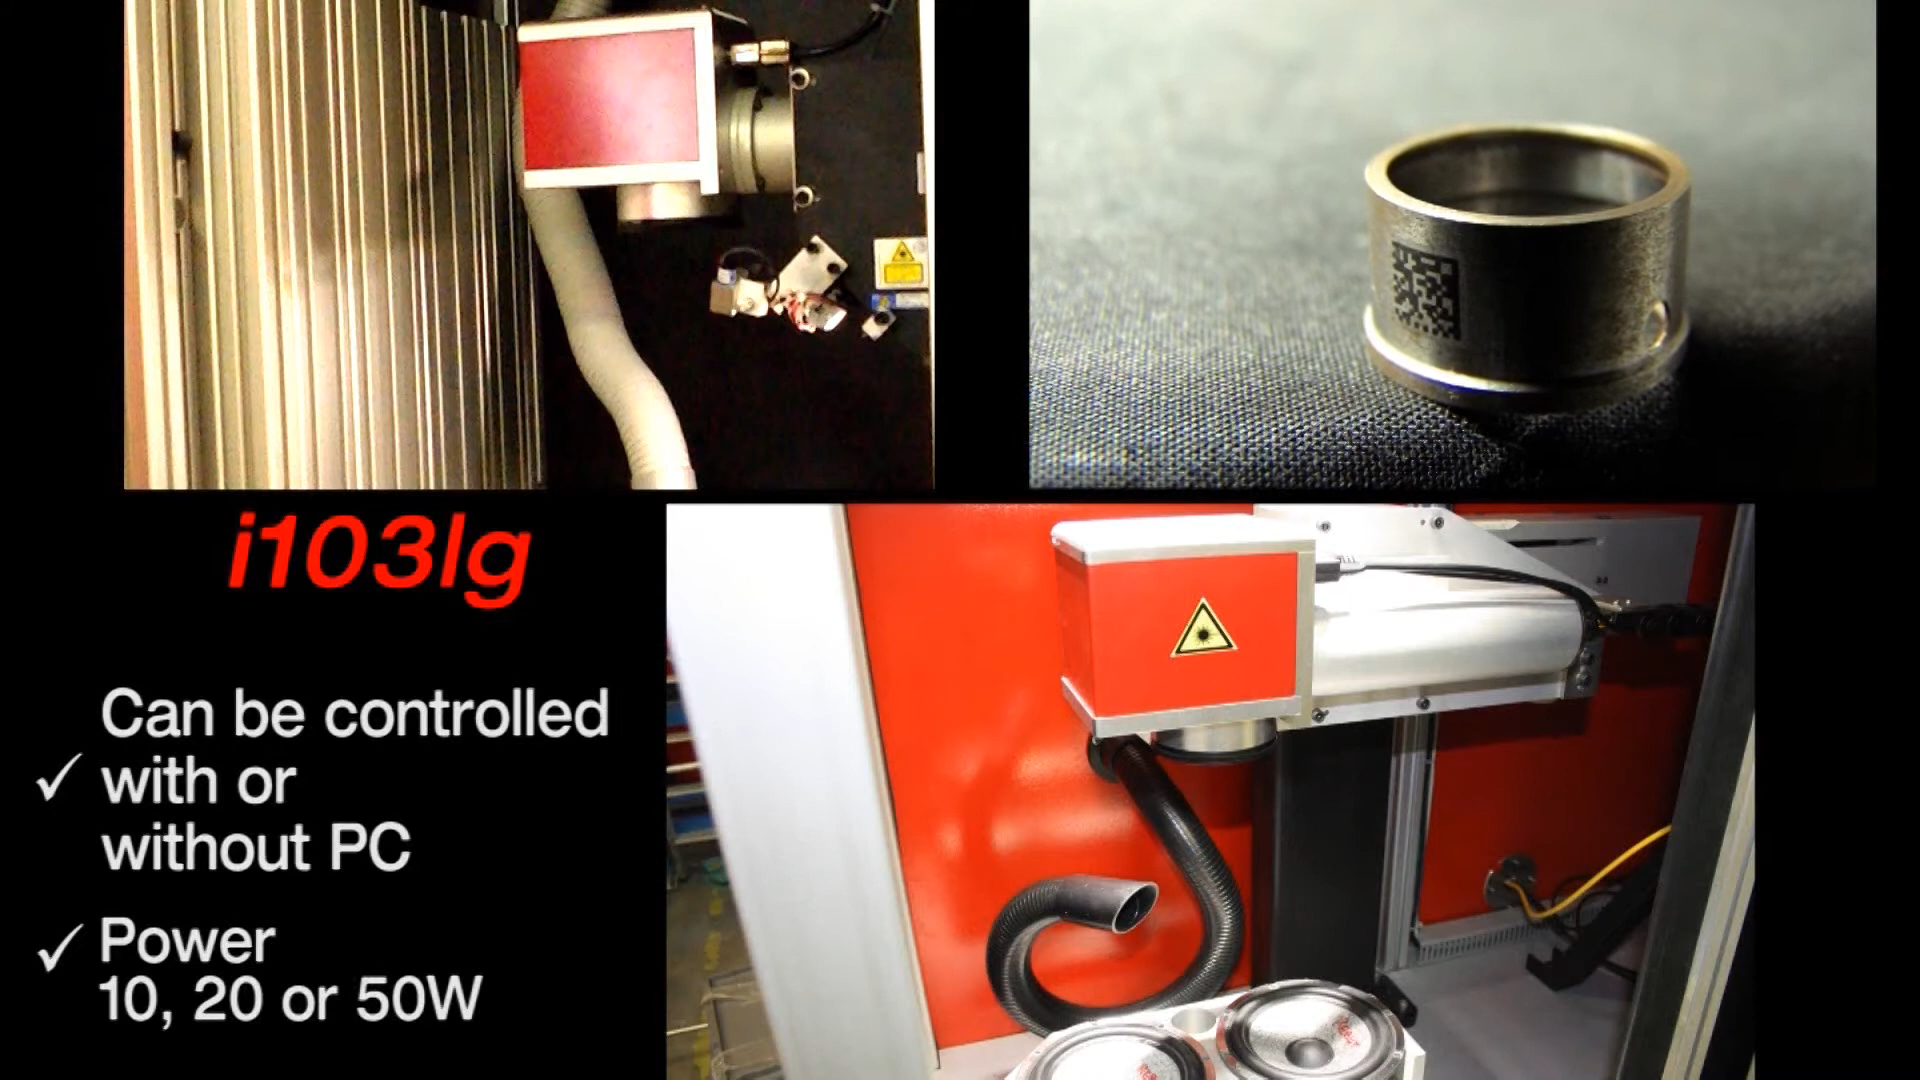 i103lg
Can be controlled
✓ with or
without PC
✓ Power
10, 20 or 50W